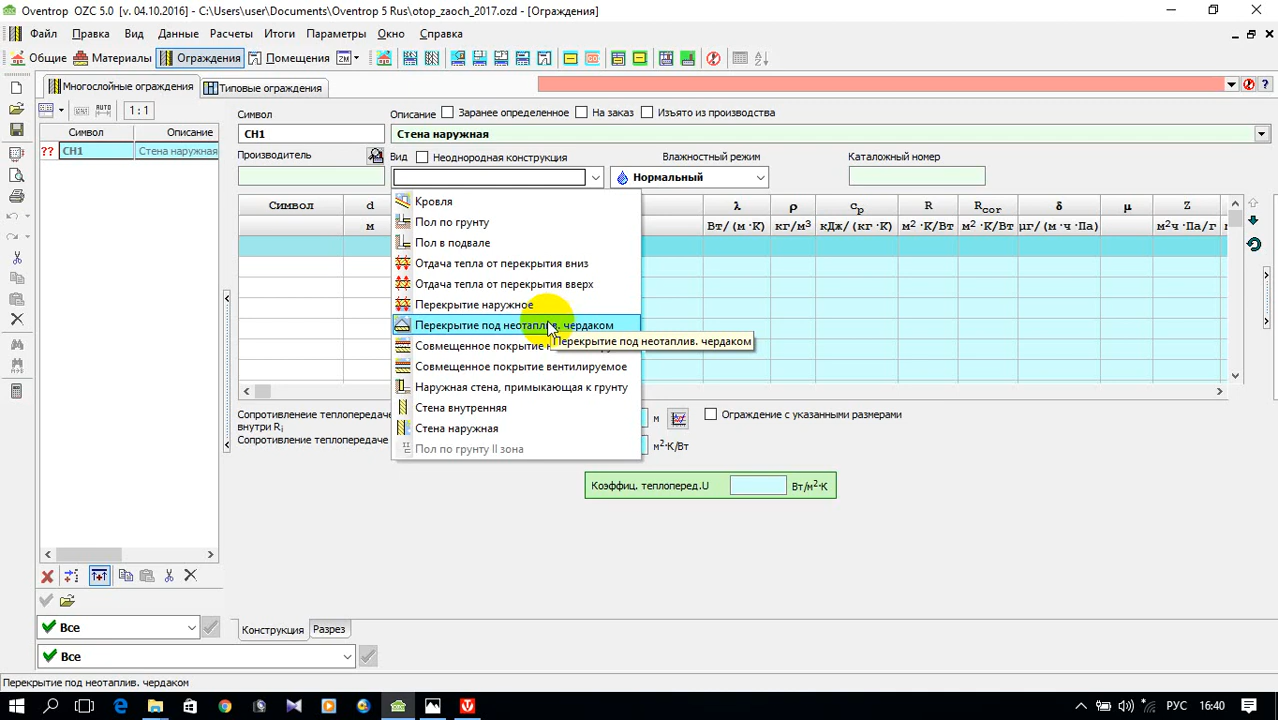 Oventrop OZC 5.0 [v. 04.10.2016] - C:\Users\user\Documents\Oventrop 5 Rus\otop_zaoch_2017.ozd - [Ограждения]
Файл Правка Вид Данные Расчеты Итоги Параметры Окно Справка
Общие Материалы Ограждения Помещения 2м
Многослойные ограждения Типовые ограждения
AUTO 1 : 1
Символ Описание
?? СН1 Стена наружная
Символ Описание Заранее определенное На заказ Изъято из производства
СН1 Стена наружная
Производитель Вид Неоднородная конструкция Влажностный режим Каталожный номер
Нормальный
Символ d λ ρ cp R Rcor δ μ Z
м Вт/(м·К) кг/м³ кДж/(кг·К) м²·К/Вт м²·К/Вт μг/(м·ч·Па) м²ч·Па/г
Кровля
Пол по грунту
Пол в подвале
Отдача тепла от перекрытия вниз
Отдача тепла от перекрытия вверх
Перекрытие наружное
Перекрытие под неотаплив. чердаком
Перекрытие под неотаплив. чердаком
Совмещенное покрытие
Совмещенное покрытие вентилируемое
Наружная стена, примыкающая к грунту
Стена внутренняя
Стена наружная
Пол по грунту II зона
Сопротивление теплопередаче
внутри Ri
м Ограждение с указанными размерами
Сопротивление теплопередаче
м²·К/Вт
Коэффиц. теплоперед.U Вт/м²·К
Все
Все
Конструкция Разрез
Перекрытие под неотаплив. чердаком
РУС 16:40